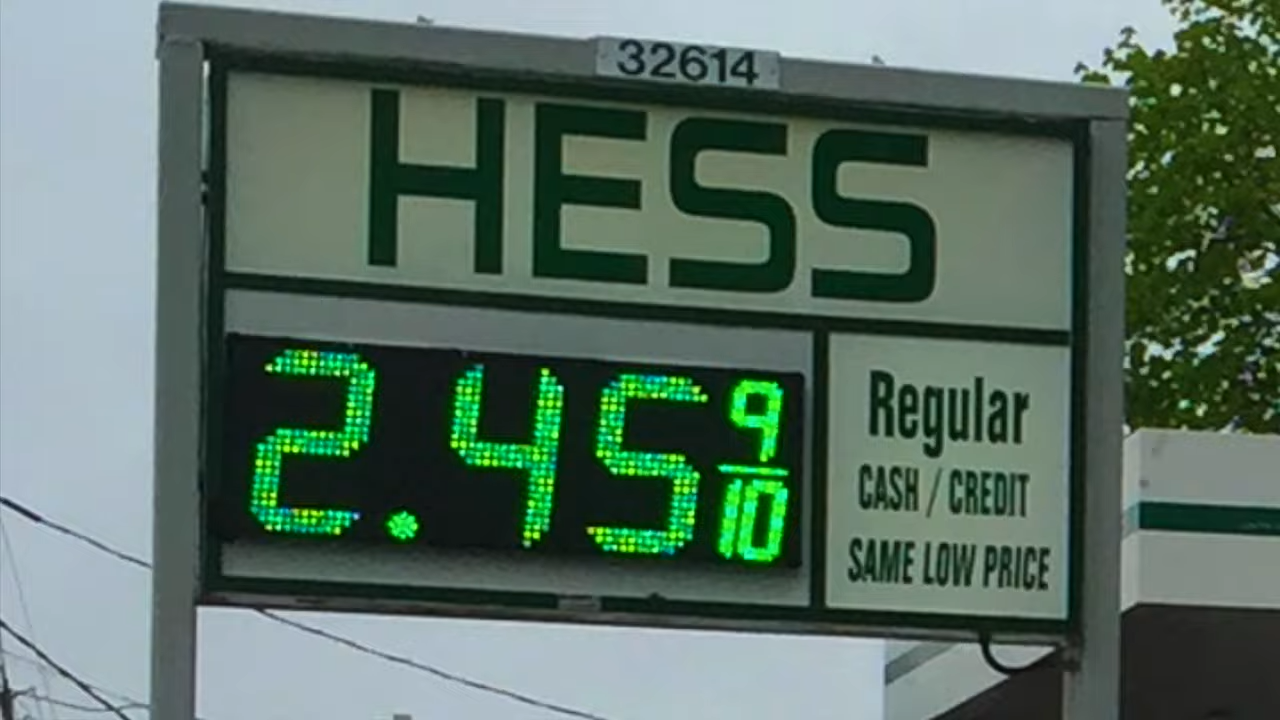 32614
HESS
2.45 9/10
Regular
CASH / CREDIT
SAME LOW PRICE